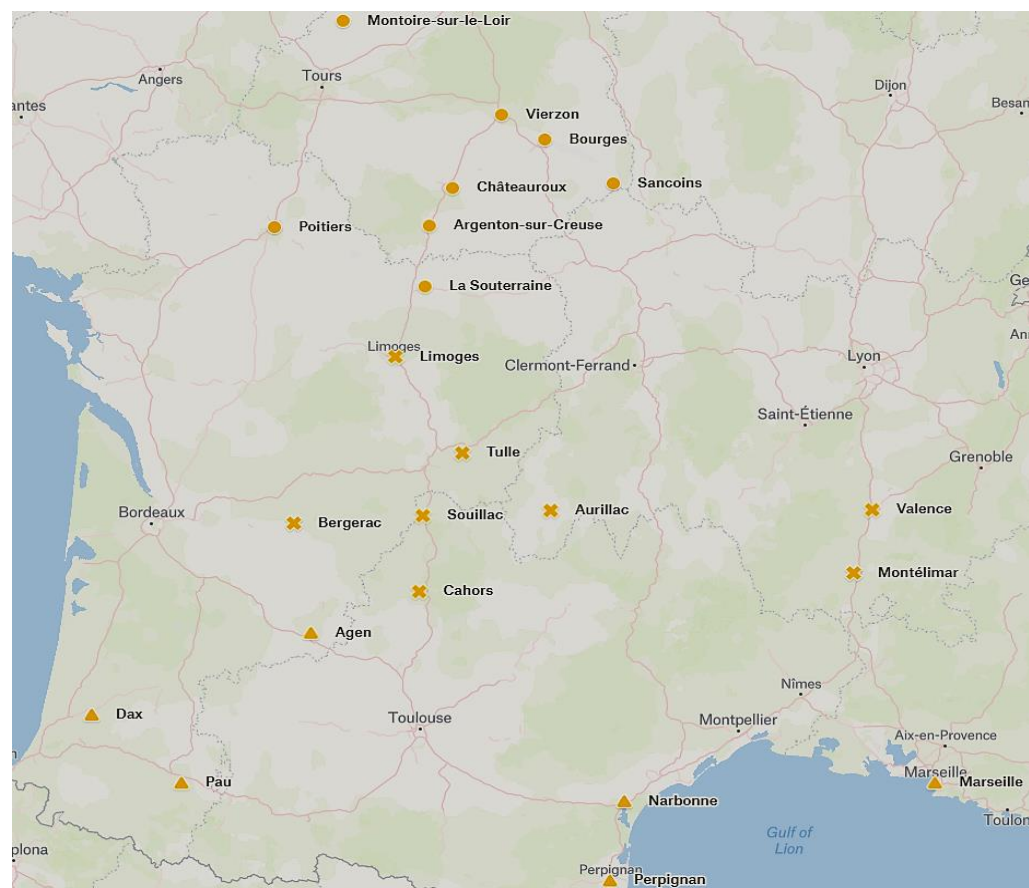 Montoire-sur-le-Loir
Angers
Tours
Dijon
antes
Besan
Vierzon
Bourges
Châteauroux
Sancoins
Poitiers
Argenton-sur-Creuse
La Souterraine
Ge
Ann
Limoges
Limoges
Clermont-Ferrand
Lyon
Saint-Étienne
Tulle
Grenoble
Bordeaux
Bergerac
Souillac
Aurillac
Valence
Montélimar
Cahors
Agen
Nîmes
Dax
Toulouse
Montpellier
Aix-en-Provence
Pau
Marseille
Marseille
Narbonne
Toulon
Gulf of
Lion
plona
Perpignan
Perpignan